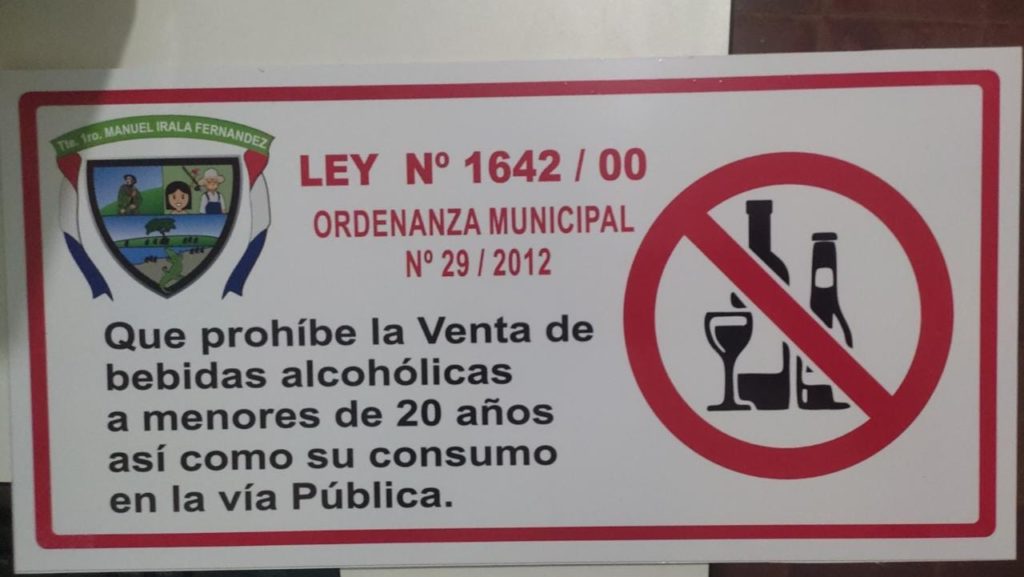 Tte. 1ro. MANUEL IRALA FERNANDEZ
LEY Nº 1642 / 00
ORDENANZA MUNICIPAL
Nº 29 / 2012
Que prohíbe la Venta de
bebidas alcohólicas
a menores de 20 años
así como su consumo
en la vía Pública.